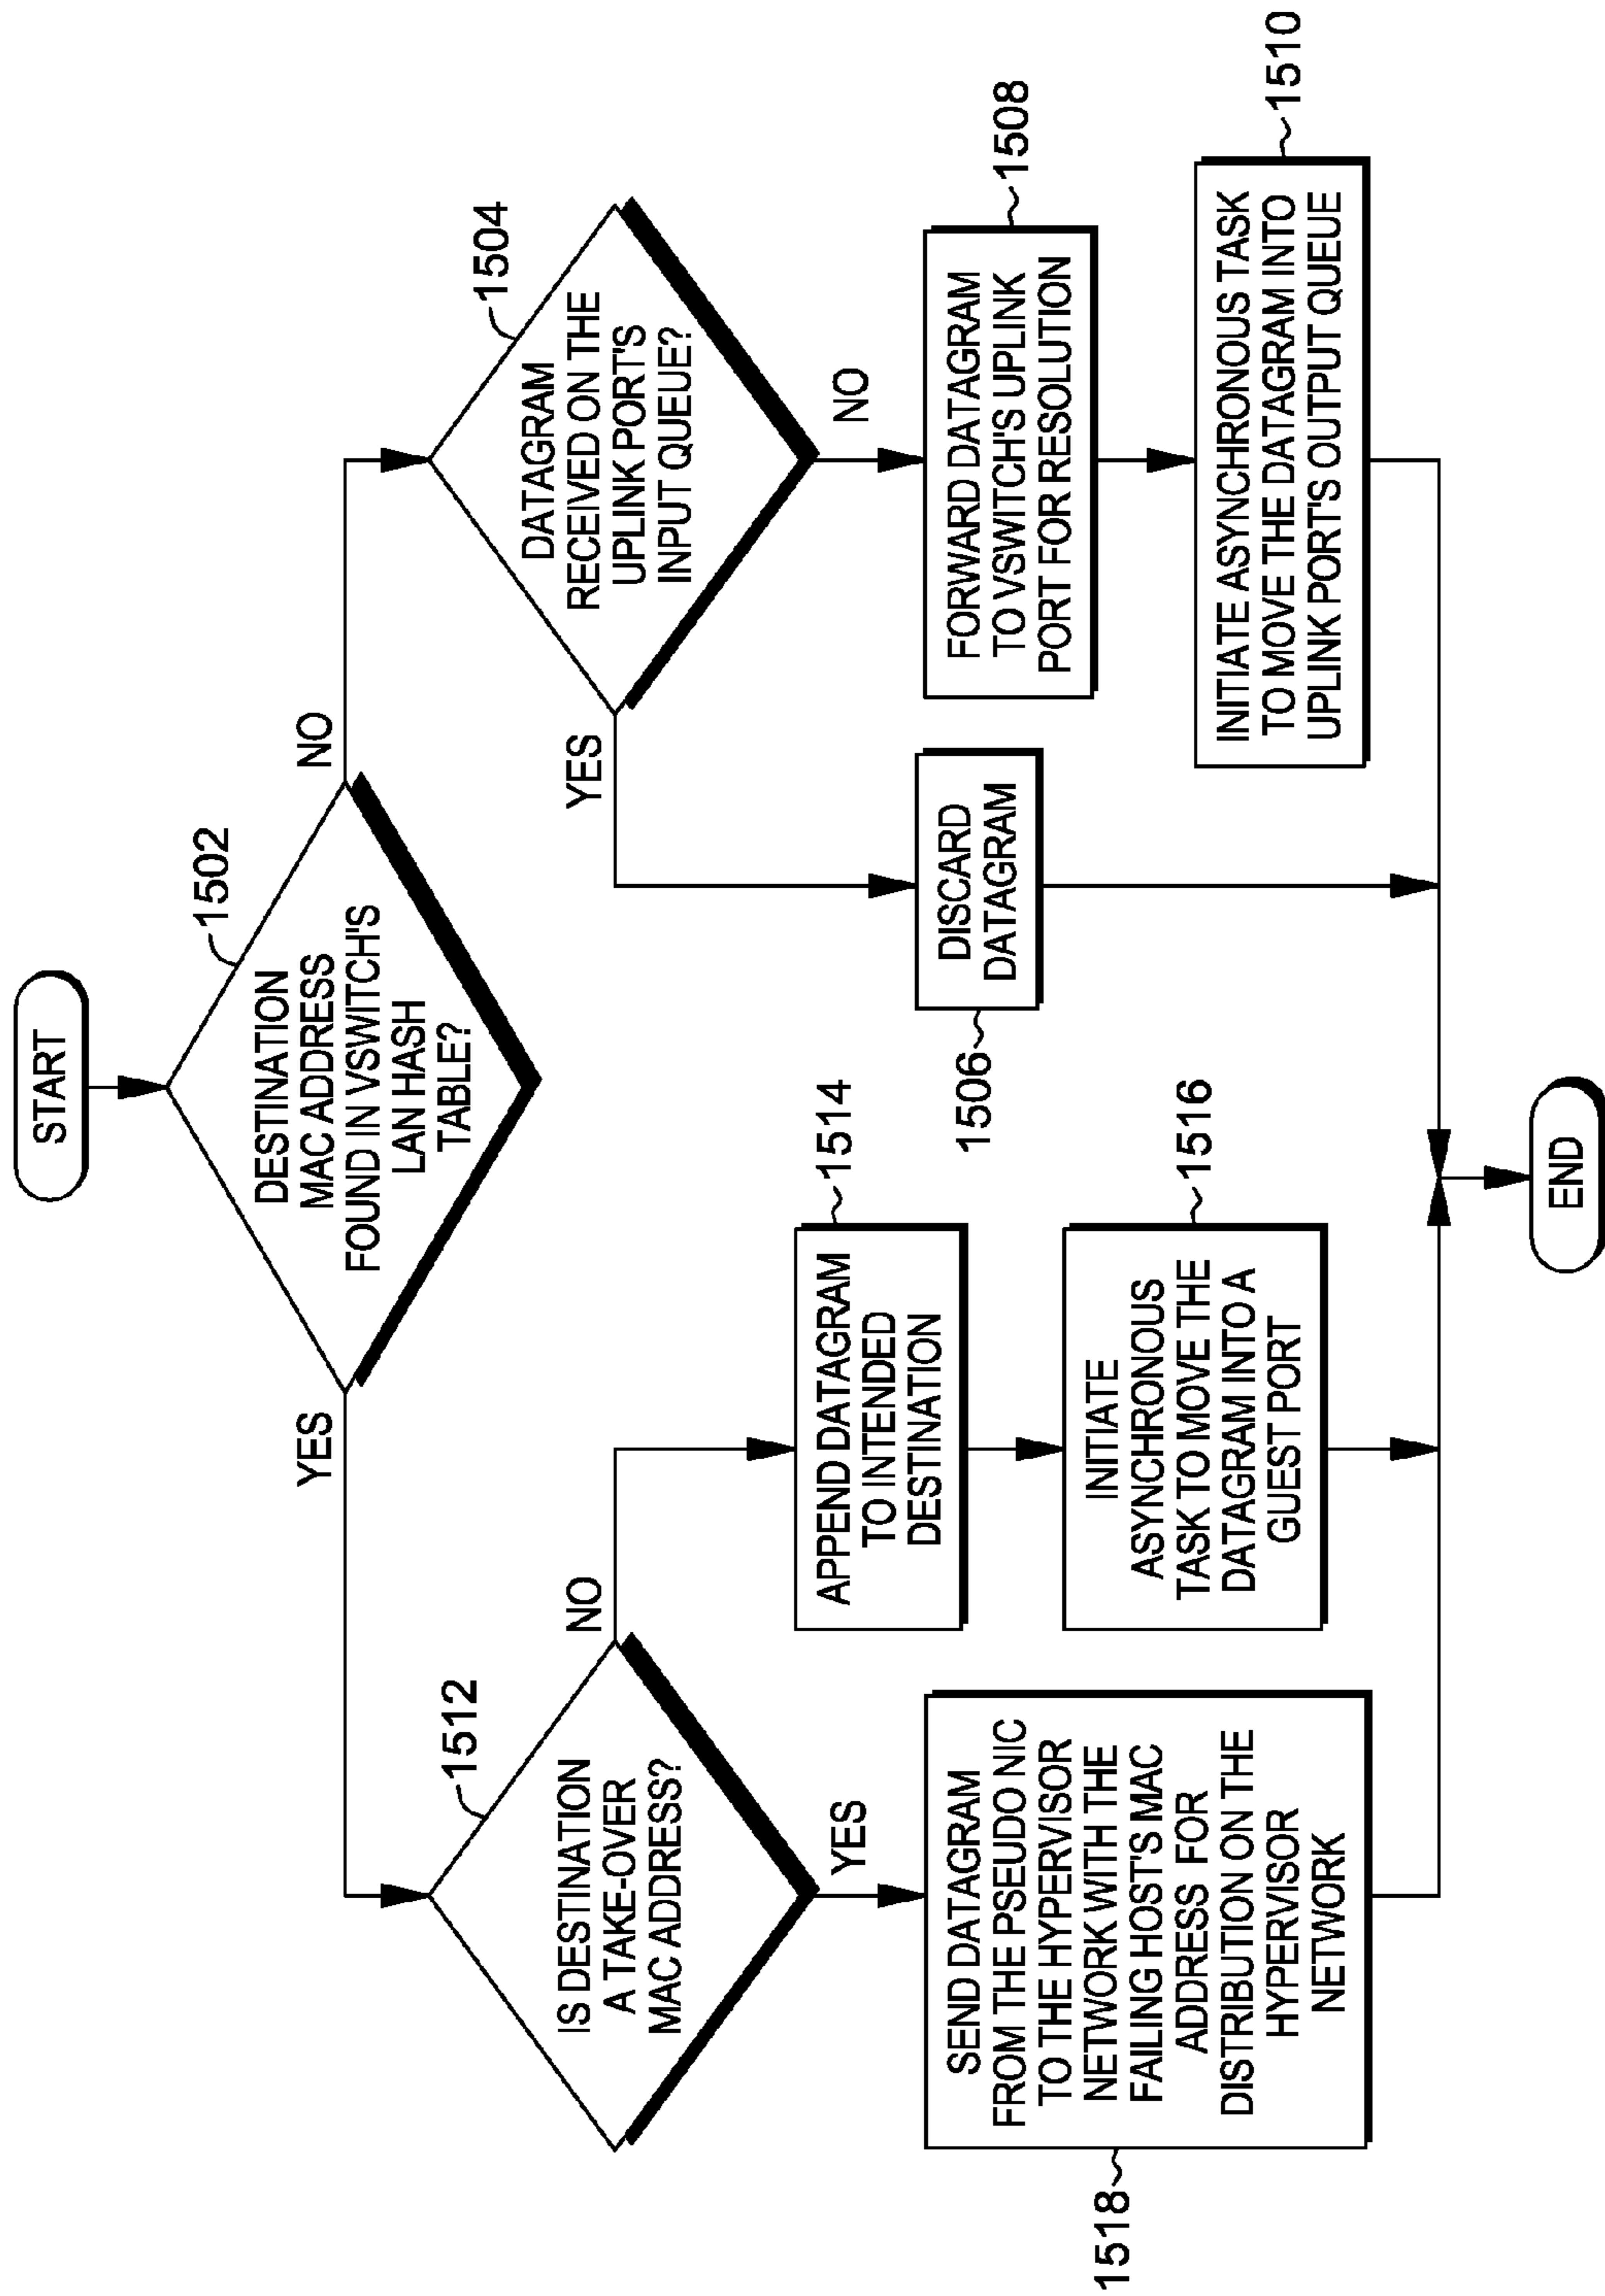 START
1502
DESTINATION
MAC ADDRESS
FOUND IN VSWITCH'S
LAN HASH
TABLE?
YES
NO
1512
IS DESTINATION
A TAKE-OVER
MAC ADDRESS?
NO
YES
1504
DATAGRAM
RECEIVED ON THE
UPLINK PORT'S
INPUT QUEUE?
YES
NO
1514
APPEND DATAGRAM
TO INTENDED
DESTINATION
1516
INITIATE
ASYNCHRONOUS
TASK TO MOVE THE
DATAGRAM INTO A
GUEST PORT
1518
SEND DATAGRAM
FROM THE PSEUDO NIC
TO THE HYPERVISOR
NETWORK WITH THE
FAILING HOST'S MAC
ADDRESS FOR
DISTRIBUTION ON THE
HYPERVISOR
NETWORK
1506
DISCARD
DATAGRAM
1508
FORWARD DATAGRAM
TO VSWITCH'S UPLINK
PORT FOR RESOLUTION
1510
INITIATE ASYNCHRONOUS TASK
TO MOVE THE DATAGRAM INTO
UPLINK PORT'S OUTPUT QUEUE
END